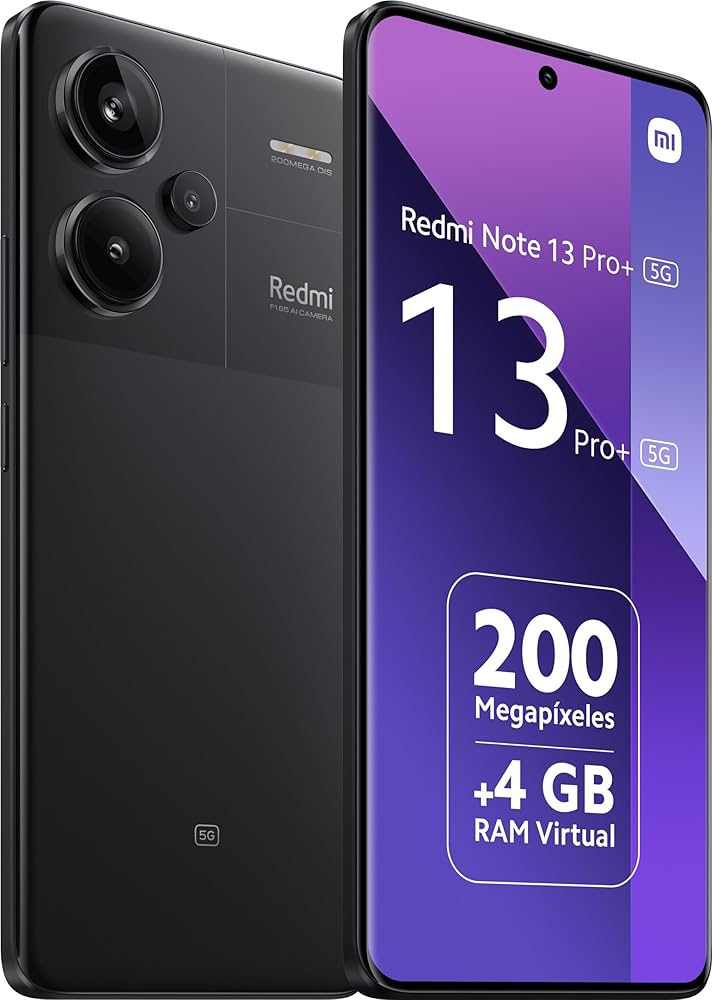 200MEGA OIS
Redmi
F1.65 AI CAMERA
5G
mi
Redmi Note 13 Pro+ 5G
13
Pro+ 5G
200
Megapíxeles
+4 GB
RAM Virtual